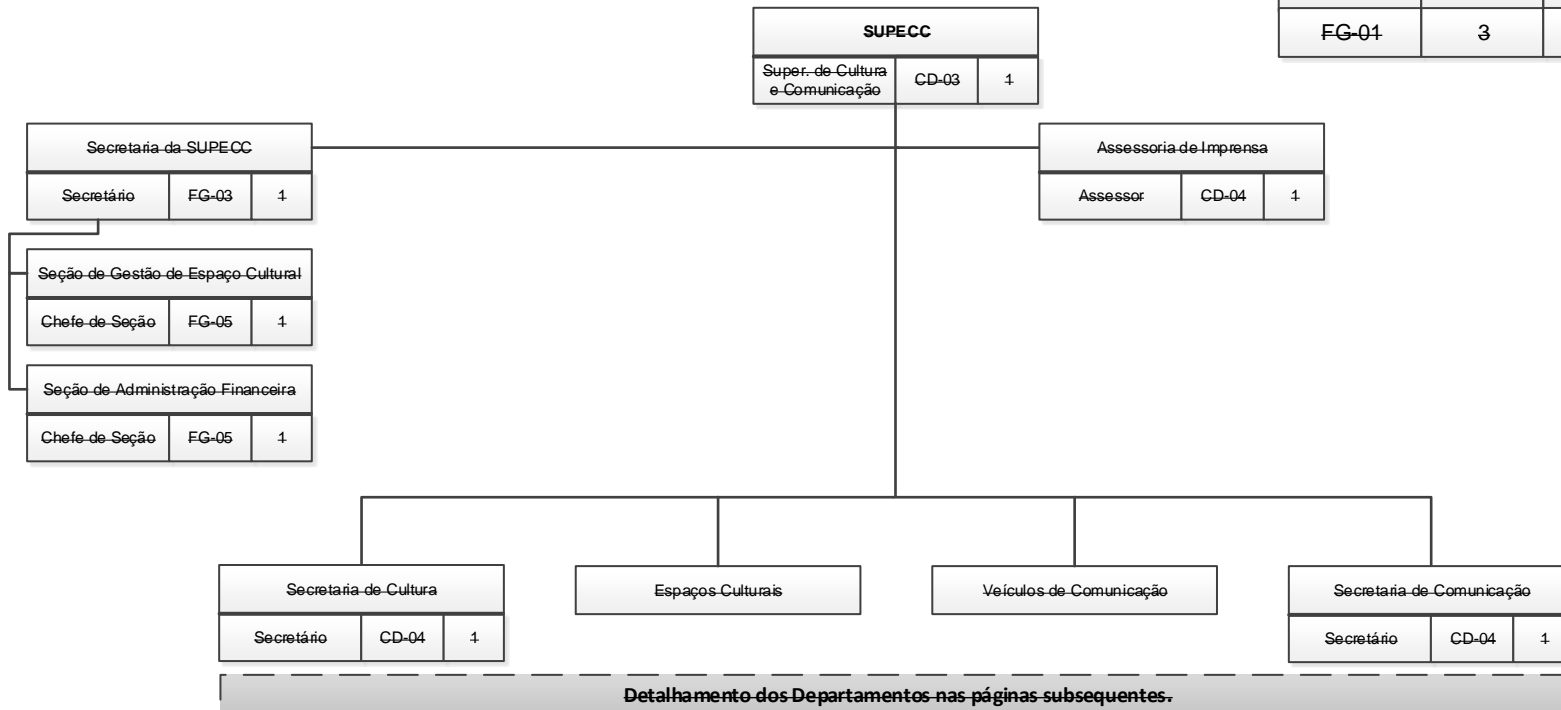 FG-01 3
SUPECC
Super. de Cultura
e Comunicação CD-03 1
Secretaria da SUPECC
Secretário FG-03 1
Assessoria de Imprensa
Assessor CD-04 1
Seção de Gestão de Espaço Cultural
Chefe de Seção FG-05 1
Seção de Administração Financeira
Chefe de Seção FG-05 1
Secretaria de Cultura
Secretário CD-04 1
Espaços Culturais
Veículos de Comunicação
Secretaria de Comunicação
Secretário CD-04 1
Detalhamento dos Departamentos nas páginas subsequentes.